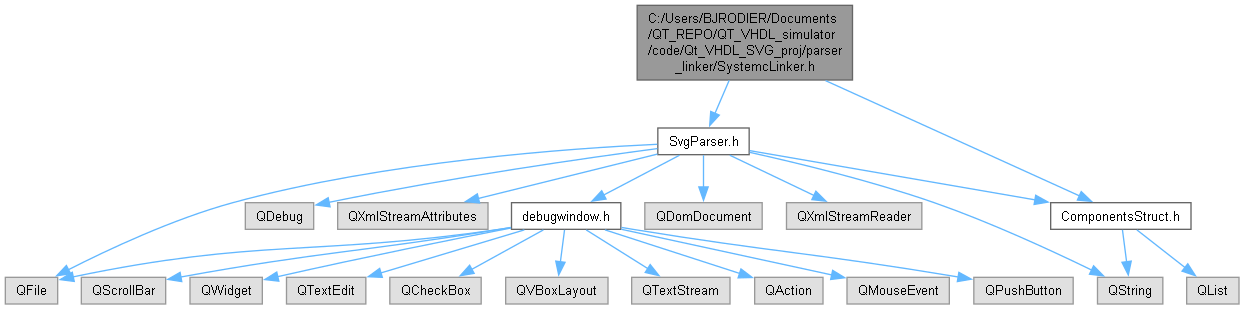 C:/Users/BJRODIER/Documents
/QT_REPO/QT_VHDL_simulator
/code/Qt_VHDL_SVG_proj/parser
_linker/SystemcLinker.h
SvgParser.h
QDebug
QXmlStreamAttributes
debugwindow.h
QDomDocument
QXmlStreamReader
ComponentsStruct.h
QFile
QScrollBar
QWidget
QTextEdit
QCheckBox
QVBoxLayout
QTextStream
QAction
QMouseEvent
QPushButton
QString
QList